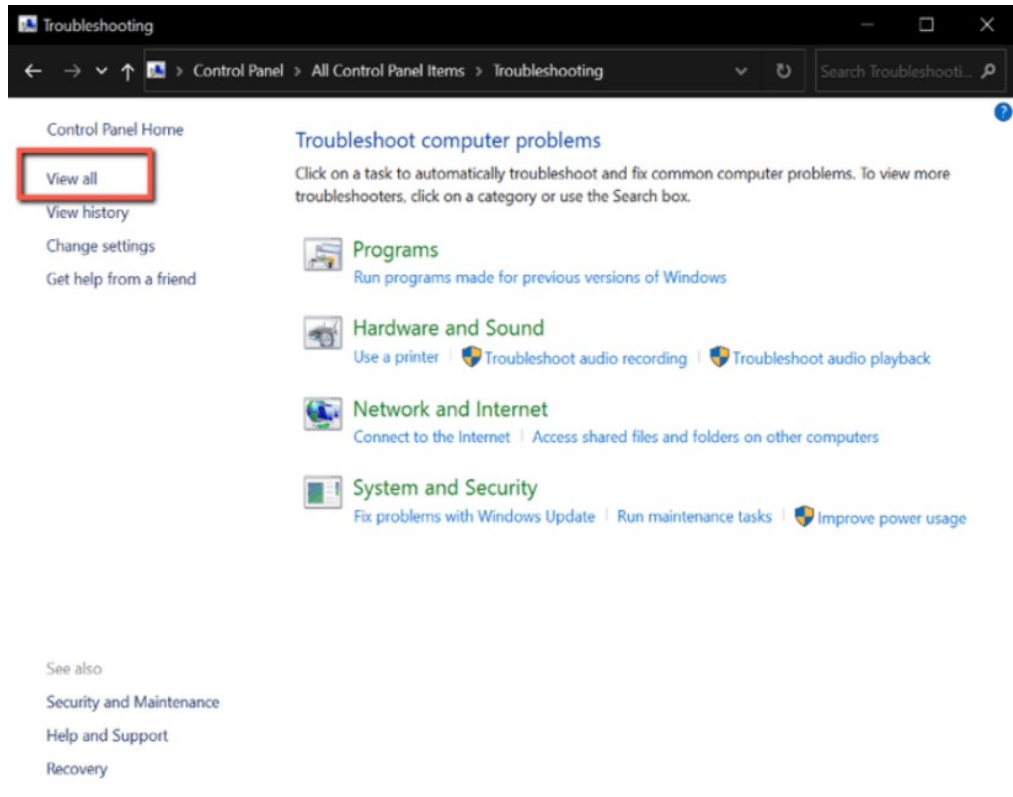 Troubleshooting
Control Panel > All Control Panel Items > Troubleshooting
Search Troubleshooti...
?
Control Panel Home
View all
View history
Change settings
Get help from a friend
Troubleshoot computer problems
Click on a task to automatically troubleshoot and fix common computer problems. To view more
troubleshooters, click on a category or use the Search box.
Programs
Run programs made for previous versions of Windows
Hardware and Sound
Use a printer | Troubleshoot audio recording | Troubleshoot audio playback
Network and Internet
Connect to the Internet | Access shared files and folders on other computers
System and Security
Fix problems with Windows Update | Run maintenance tasks | Improve power usage
See also
Security and Maintenance
Help and Support
Recovery